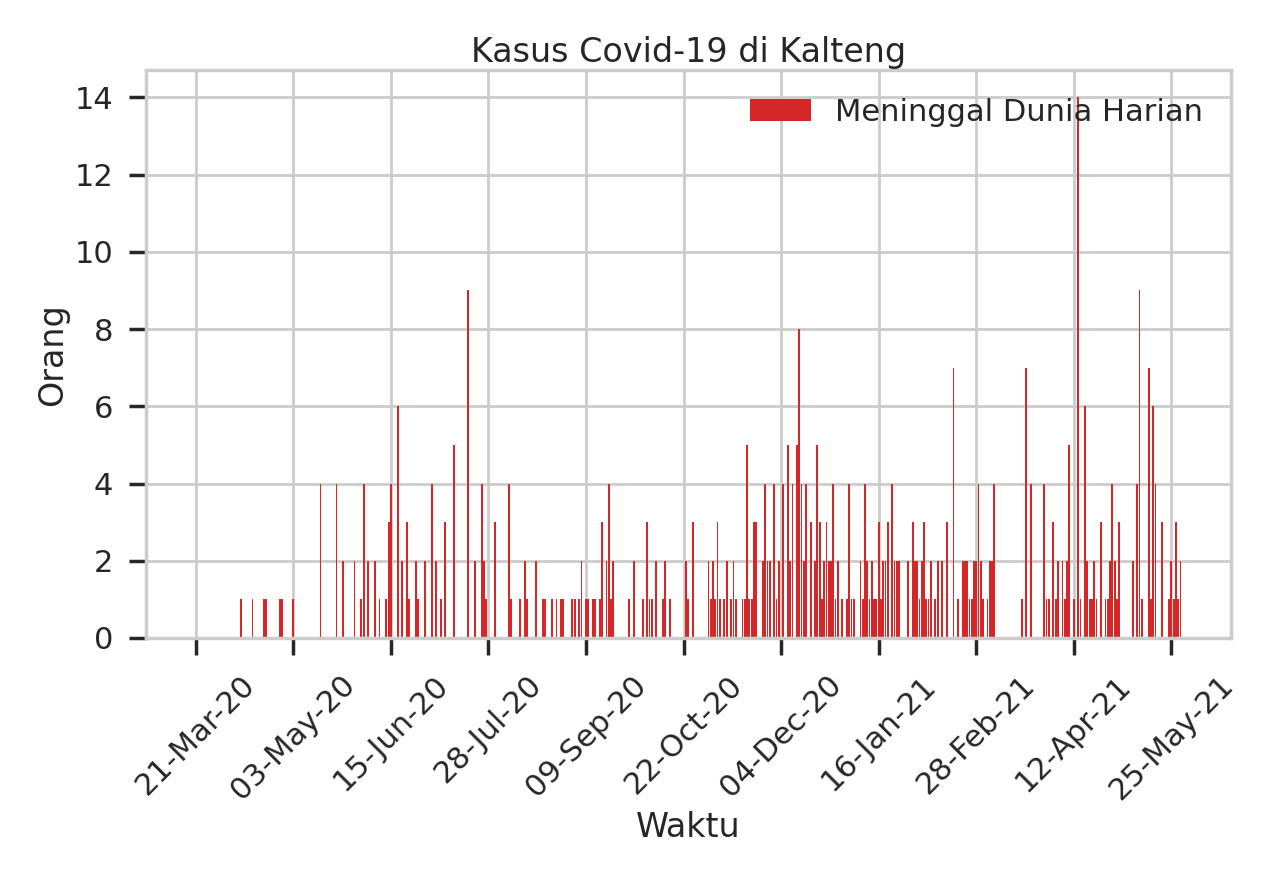 Kasus Covid-19 di Kalteng
Meninggal Dunia Harian
14
12
10
8
6
4
2
0
Orang
21-Mar-20
03-May-20
15-Jun-20
28-Jul-20
09-Sep-20
22-Oct-20
04-Dec-20
16-Jan-21
28-Feb-21
12-Apr-21
25-May-21
Waktu